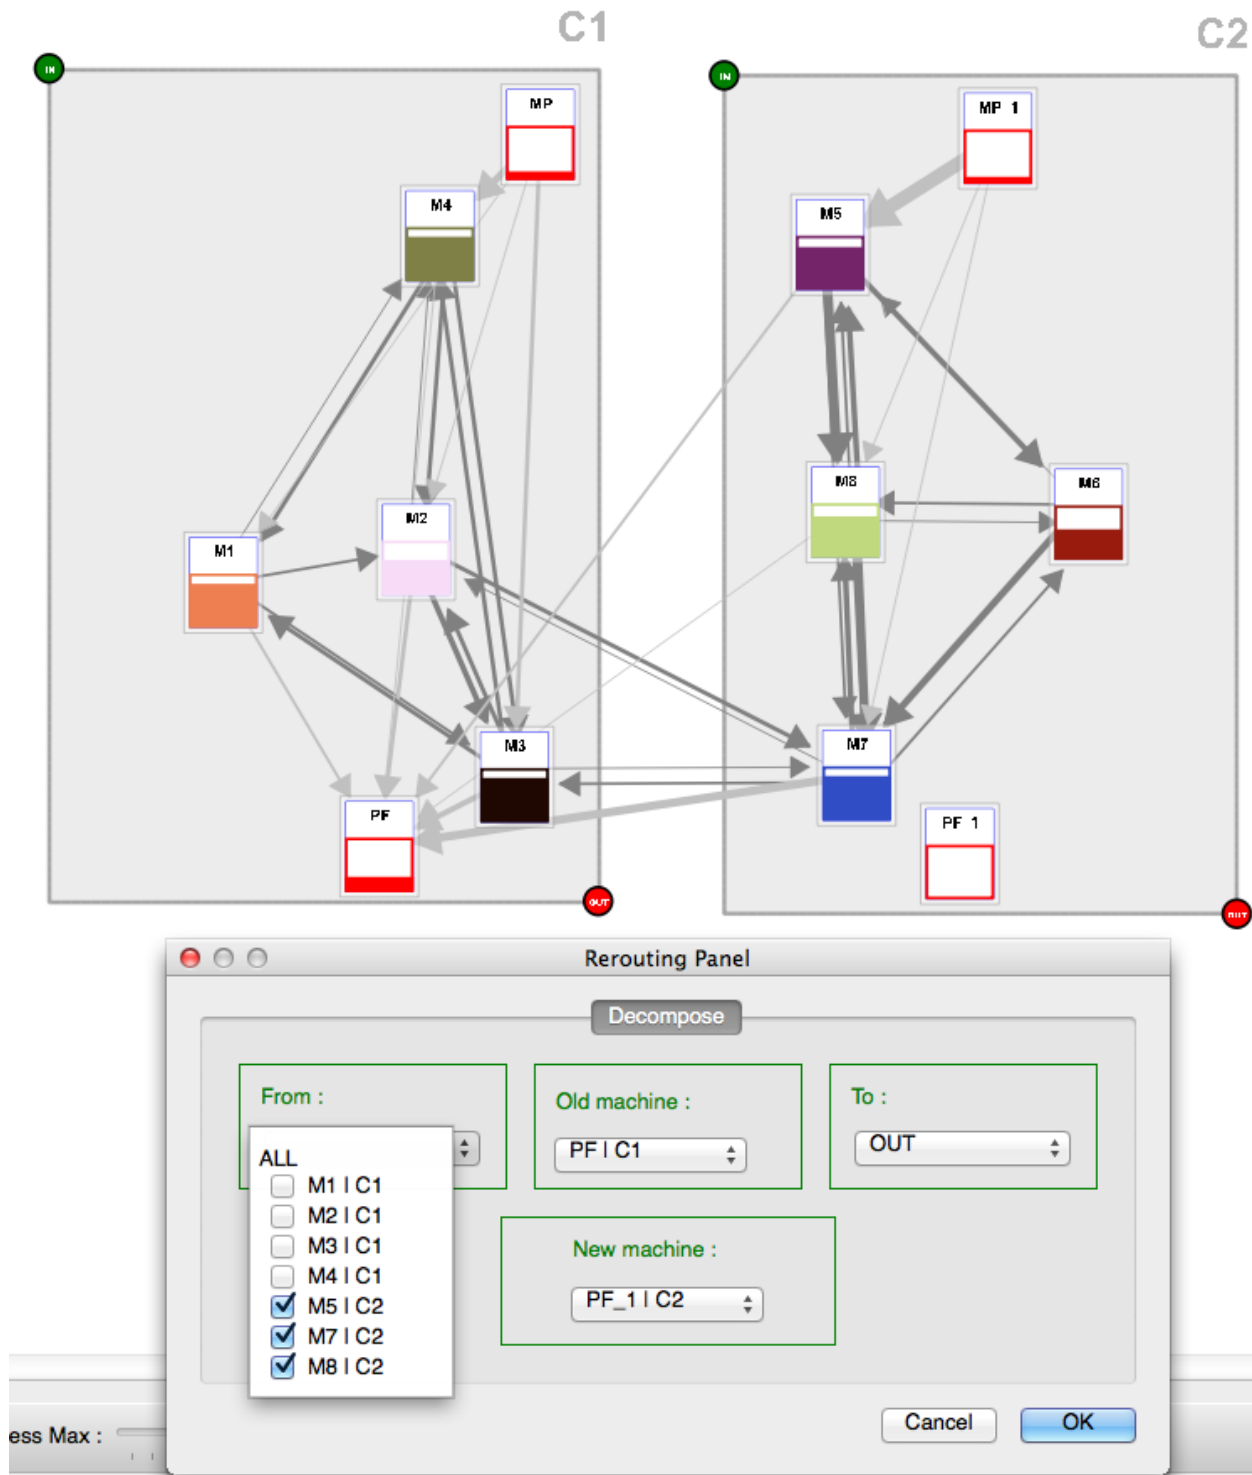 C1
C2
IN
IN
MP
MP 1
M4
M5
M8
M6
M2
M1
M7
M3
PF
PF 1
OUT
OUT
Rerouting Panel
Decompose
From :
Old machine :
To :
PF | C1
OUT
ALL
M1 | C1
M2 | C1
M3 | C1
M4 | C1
M5 | C2
M7 | C2
M8 | C2
New machine :
PF_1 | C2
Cancel
OK
ess Max :